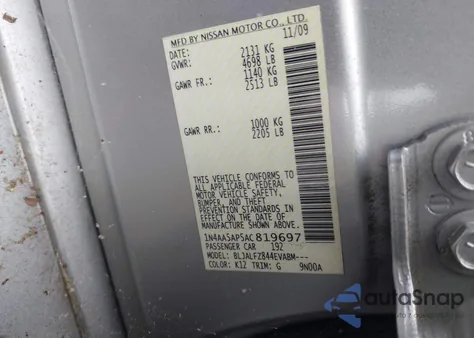 MFD BY NISSAN MOTOR CO., LTD.
DATE: 11/09
GVWR: 2131 KG
4698 LB
GAWR FR.: 1140 KG
2513 LB
GAWR RR.: 1000 KG
2205 LB
THIS VEHICLE CONFORMS TO
ALL APPLICABLE FEDERAL
MOTOR VEHICLE SAFETY,
BUMPER, AND THEFT
PREVENTION STANDARDS IN
EFFECT ON THE DATE OF
MANUFACTURE SHOWN ABOVE.
1N4AA5AP5AC819697
PASSENGER CAR 192
MODEL: BLJALFZ844EVABM---
COLOR: K12 TRIM: G 9N00A
autaSnap